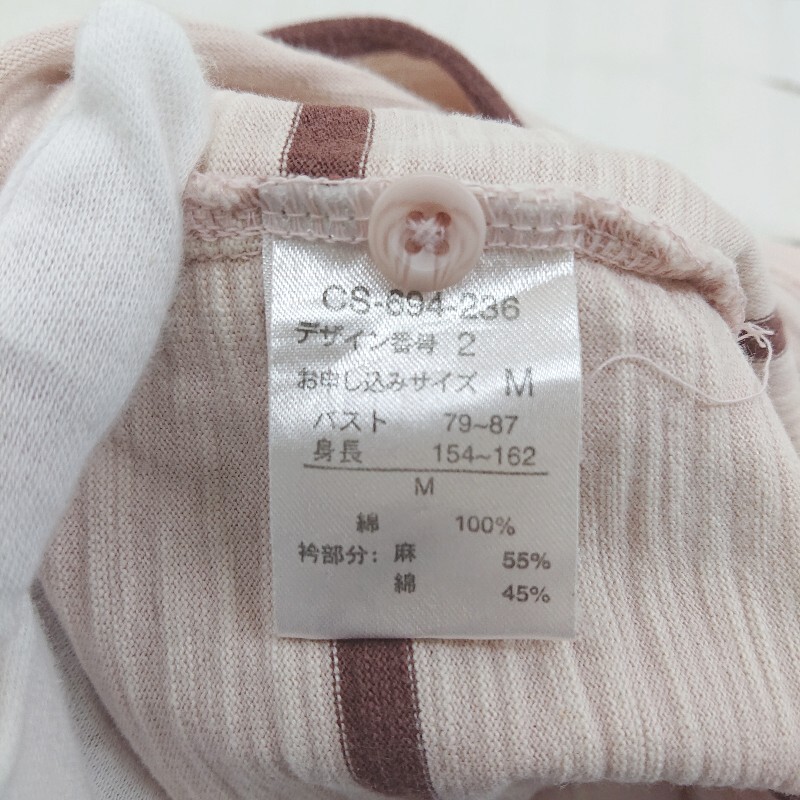 CS-694-236
デザイン番号 2
お申し込みサイズ M
バスト 79~87
身長 154~162
M
綿 100%
衿部分: 麻 55%
綿 45%